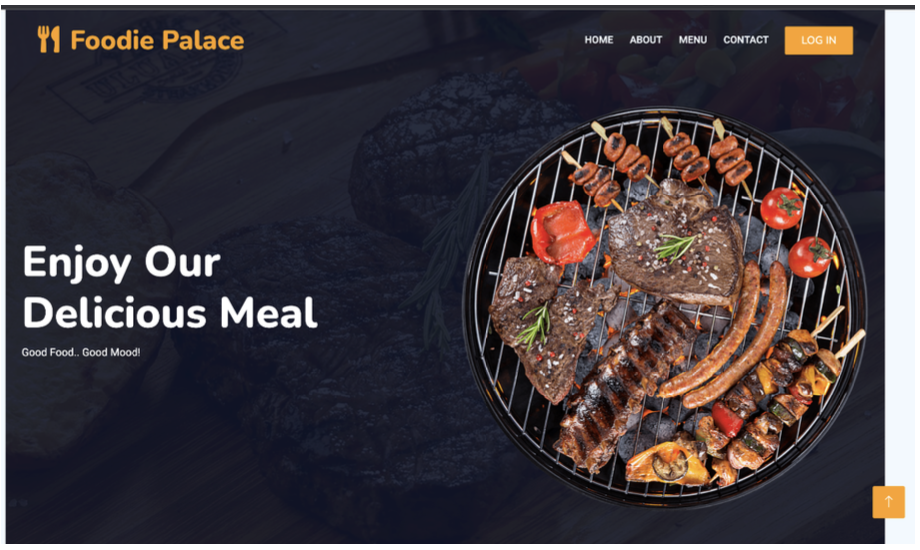 Foodie Palace
HOME ABOUT MENU CONTACT LOG IN
Enjoy Our
Delicious Meal
Good Food.. Good Mood!